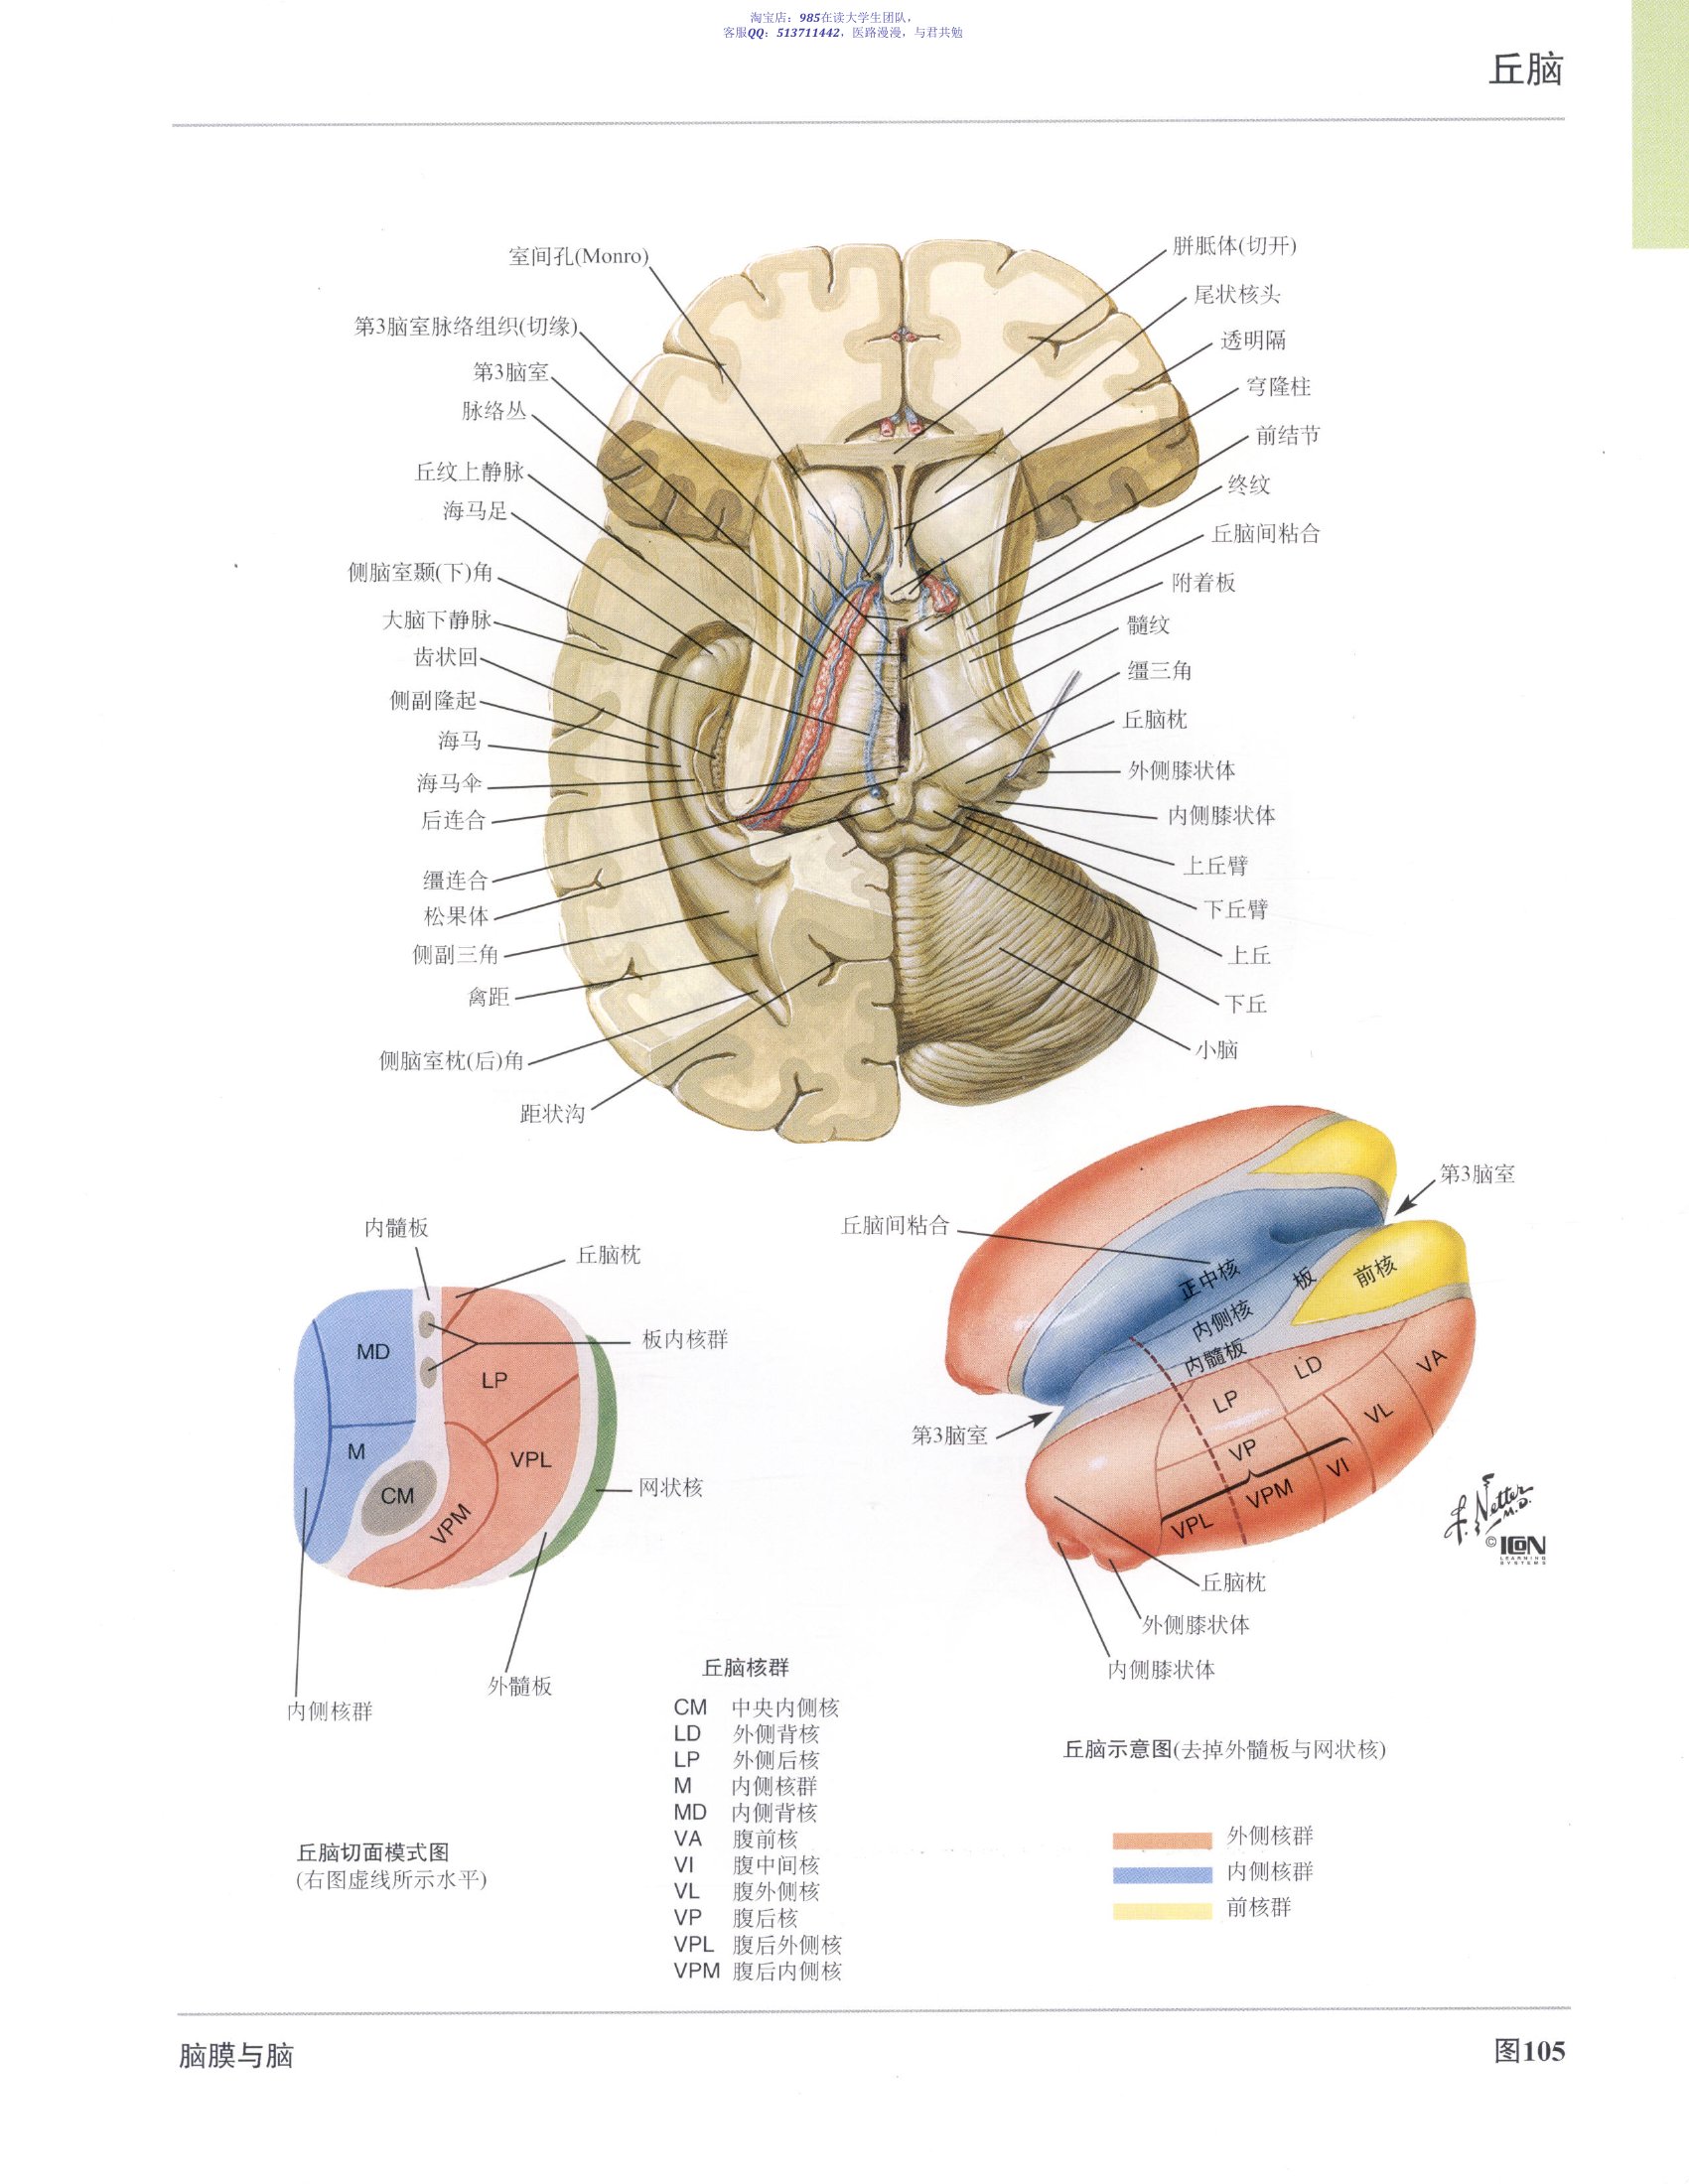 淘宝店：985在读大学生团队，
客服QQ：513711442，医路漫漫，与君共勉
丘脑
室间孔(Monro)
第3脑室脉络组织(切缘)
第3脑室
脉络丛
丘纹上静脉
海马足
侧脑室颞(下)角
大脑下静脉
齿状回
侧副隆起
海马
海马伞
后连合
缰连合
松果体
侧副三角
禽距
侧脑室枕(后)角
距状沟
胼胝体(切开)
尾状核头
透明隔
穹隆柱
前结节
终纹
丘脑间粘合
附着板
髓纹
缰三角
丘脑枕
外侧膝状体
内侧膝状体
上丘臂
下丘臂
上丘
下丘
小脑
内髓板
丘脑枕
板内核群
网状核
外髓板
内侧核群
MD
LP
M
VPL
CM
VPM
丘脑切面模式图
(右图虚线所示水平)
丘脑间粘合
第3脑室
第3脑室
正中核
板
前核
内侧核
内髓板
LP
LD
VA
VL
VP
VI
VPM
VPL
丘脑枕
外侧膝状体
内侧膝状体
F. Netter
M.D.
© ICON
LEARNING
SYSTEMS
丘脑示意图(去掉外髓板与网状核)
丘脑核群
CM 中央内侧核
LD 外侧背核
LP 外侧后核
M 内侧核群
MD 内侧背核
VA 腹前核
VI 腹中间核
VL 腹外侧核
VP 腹后核
VPL 腹后外侧核
VPM 腹后内侧核
外侧核群
内侧核群
前核群
脑膜与脑
图105